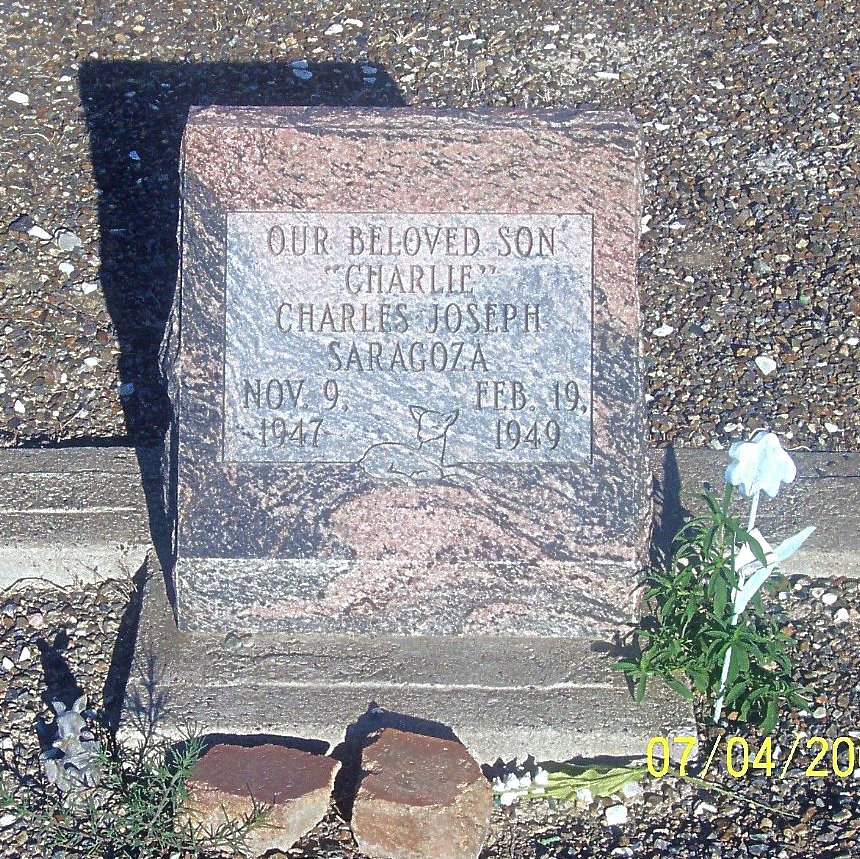 OUR BELOVED SON
"CHARLIE"
CHARLES JOSEPH
SARAGOZA
NOV. 9, FEB. 19,
1947 1949
07/04/20